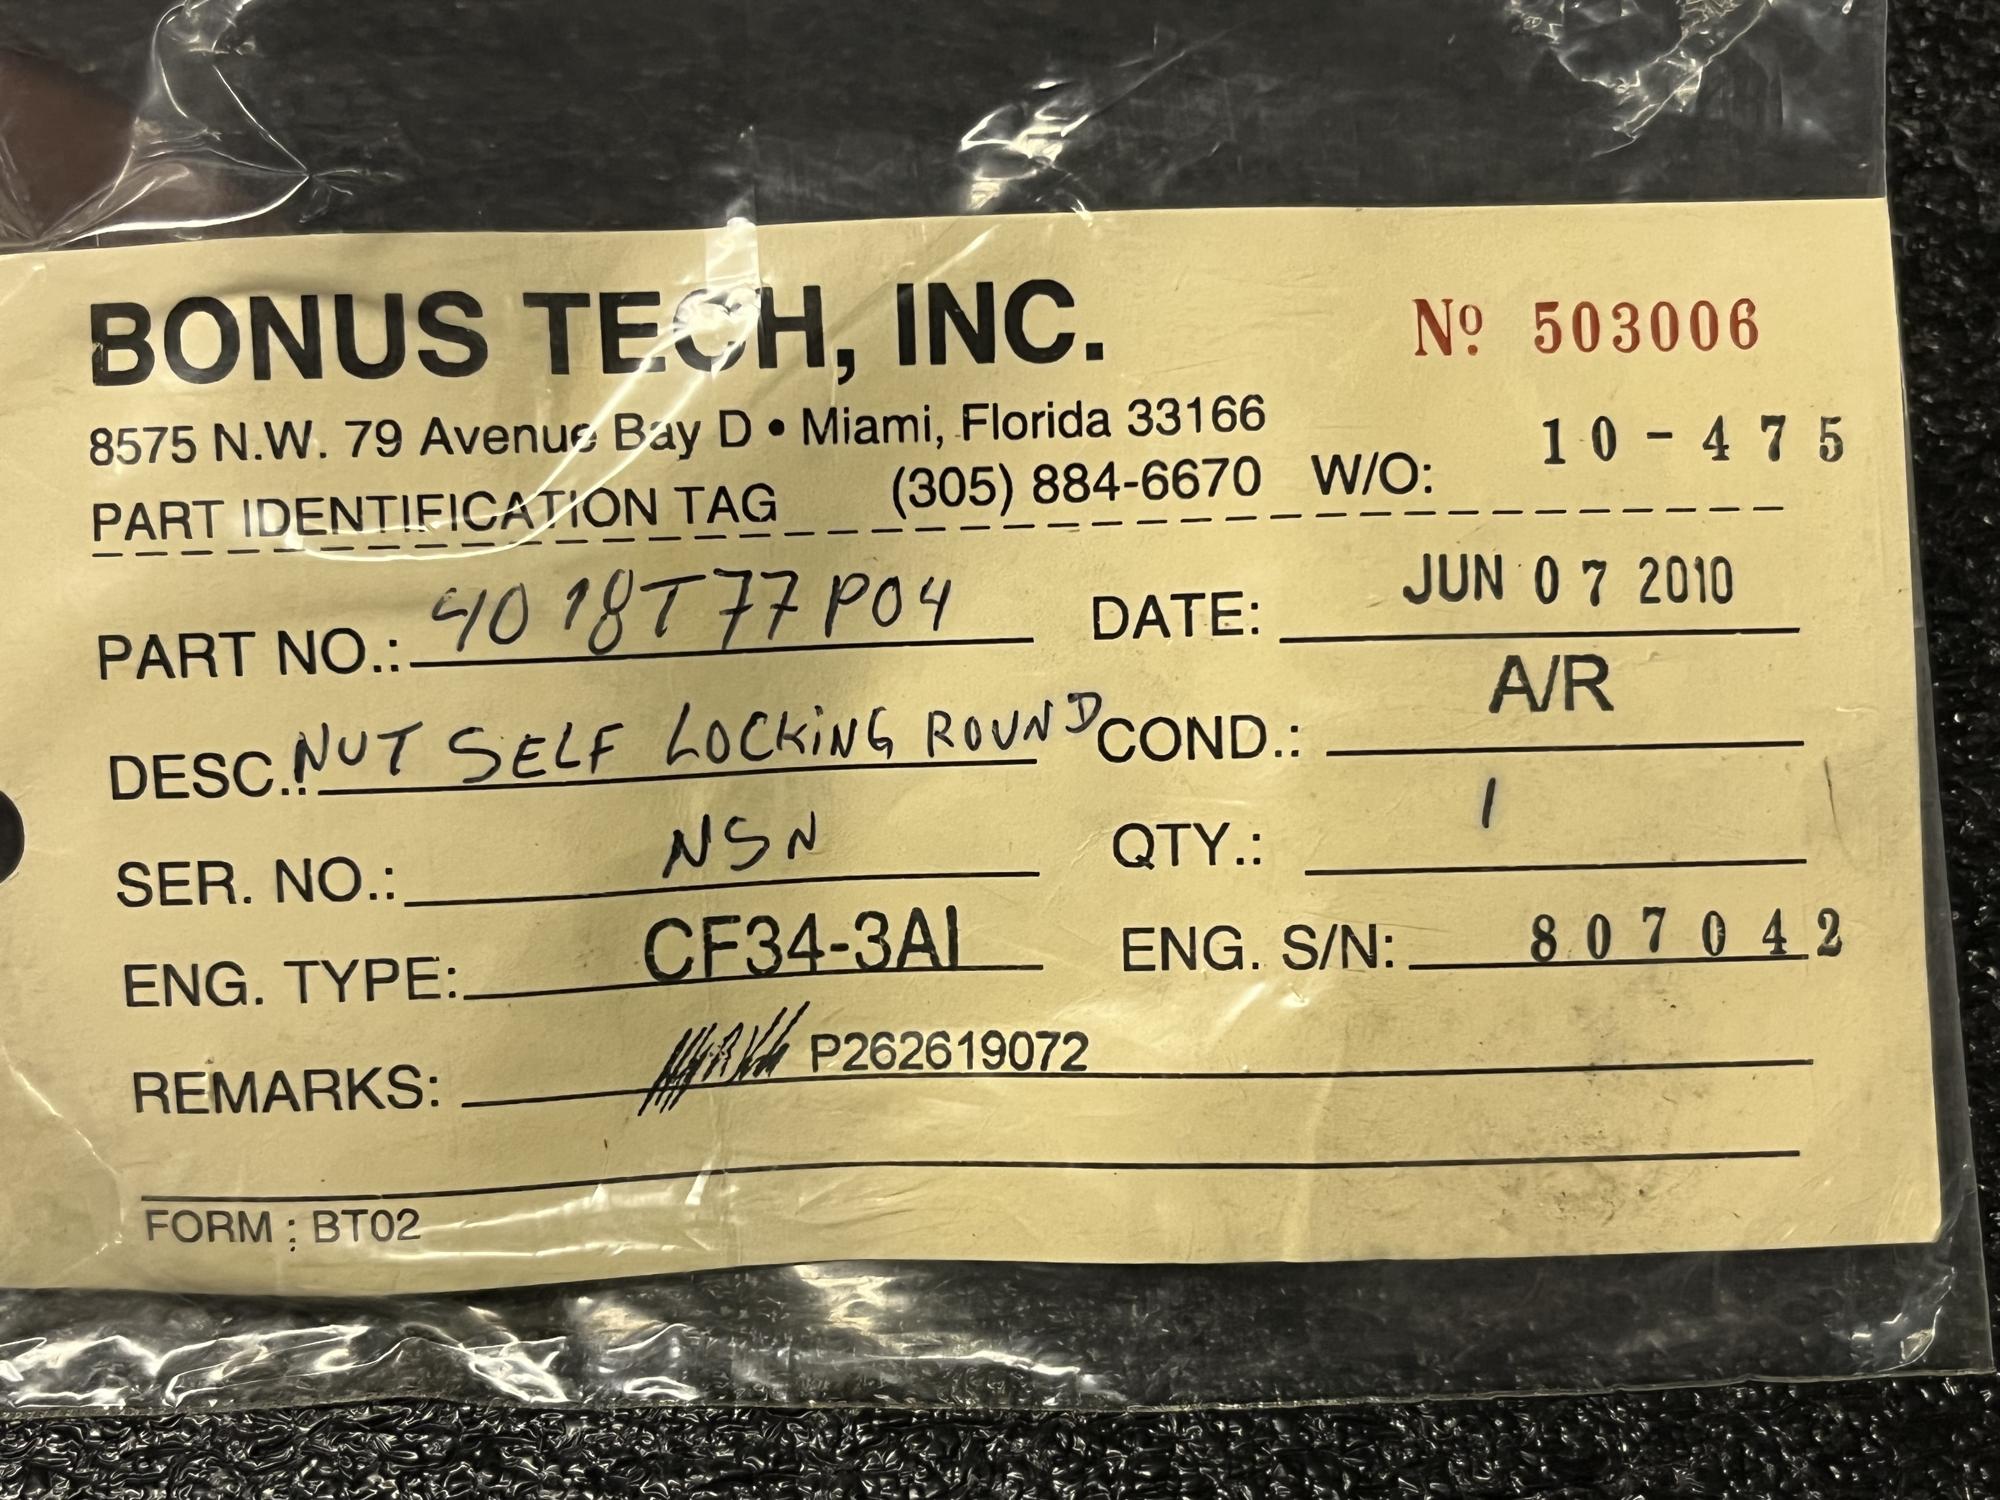 BONUS TECH, INC.
Nº 503006
8575 N.W. 79 Avenue Bay D • Miami, Florida 33166
PART IDENTIFICATION TAG (305) 884-6670 W/O: 10-475
PART NO.: 4018T77P04 DATE: JUN 07 2010
DESC.: NUT SELF LOCKING ROUND COND.: A/R
SER. NO.: NSN QTY.: 1
ENG. TYPE: CF34-3A1 ENG. S/N: 807042
REMARKS: P262619072
FORM : BT02